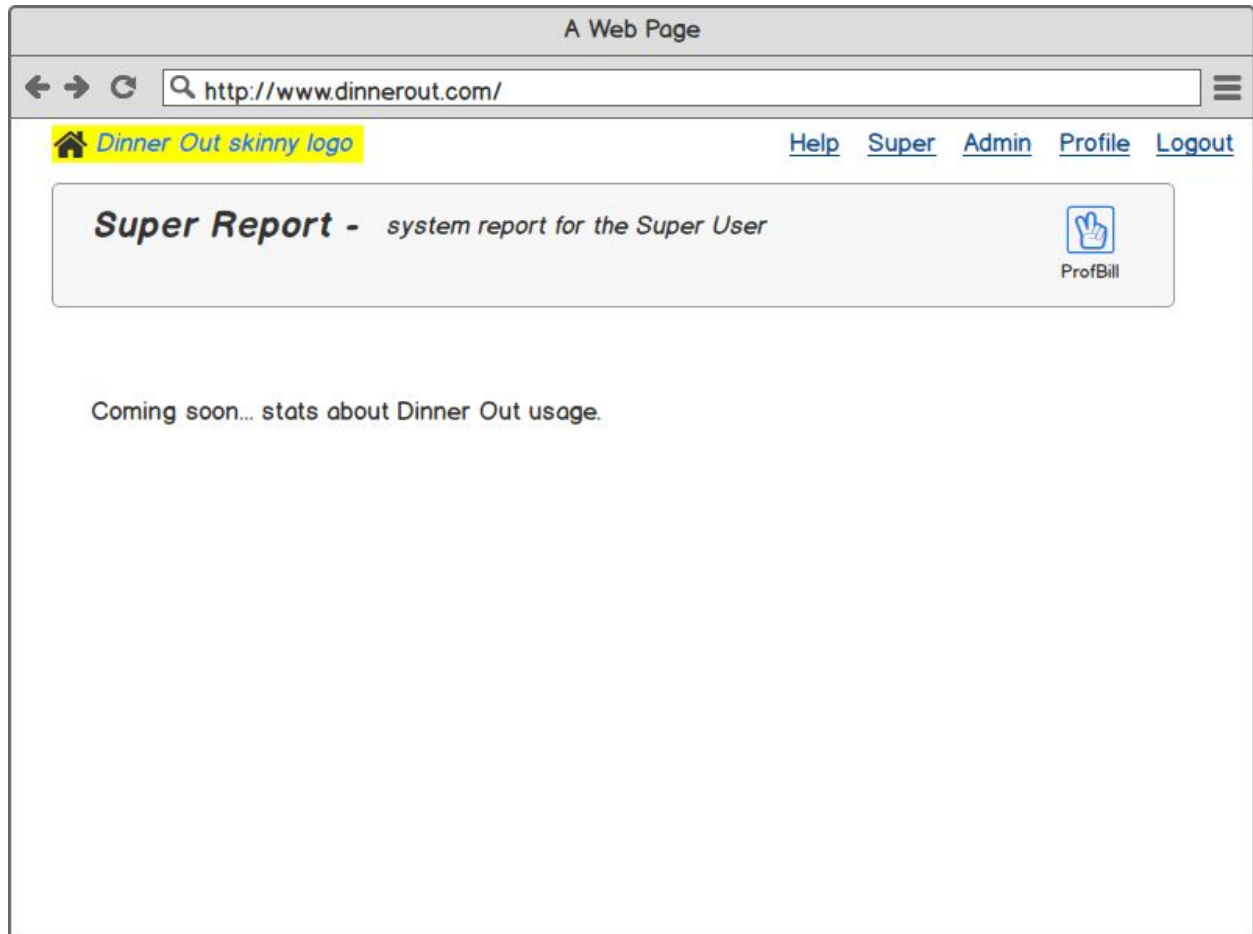 A Web Page
http://www.dinnerout.com/
Dinner Out skinny logo Help Super Admin Profile Logout
Super Report - system report for the Super User
ProfBill
Coming soon... stats about Dinner Out usage.